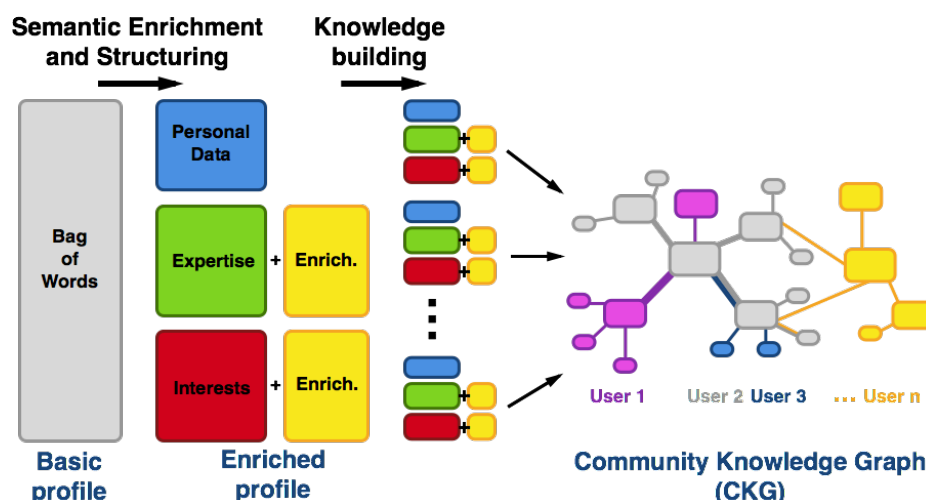 Semantic Enrichment
and Structuring
Knowledge
building
Bag
of
Words
Personal
Data
Expertise
+
Enrich.
Interests
+
Enrich.
+
+
+
+
+
+
User 1
User 2
User 3
... User n
Basic
profile
Enriched
profile
Community Knowledge Graph
(CKG)